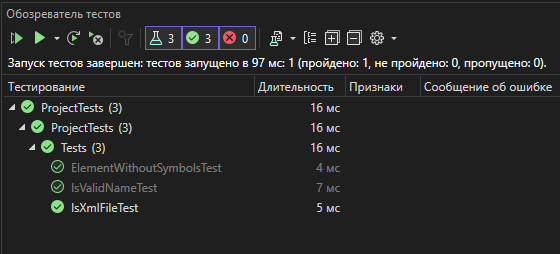 Обозреватель тестов
3 3 0
Запуск тестов завершен: тестов запущено в 97 мс: 1 (пройдено: 1, не пройдено: 0, пропущено: 0).
Тестирование Длительность Признаки Сообщение об ошибке
ProjectTests (3) 16 мс
ProjectTests (3) 16 мс
Tests (3) 16 мс
ElementWithoutSymbolsTest 4 мс
IsValidNameTest 7 мс
IsXmlFileTest 5 мс